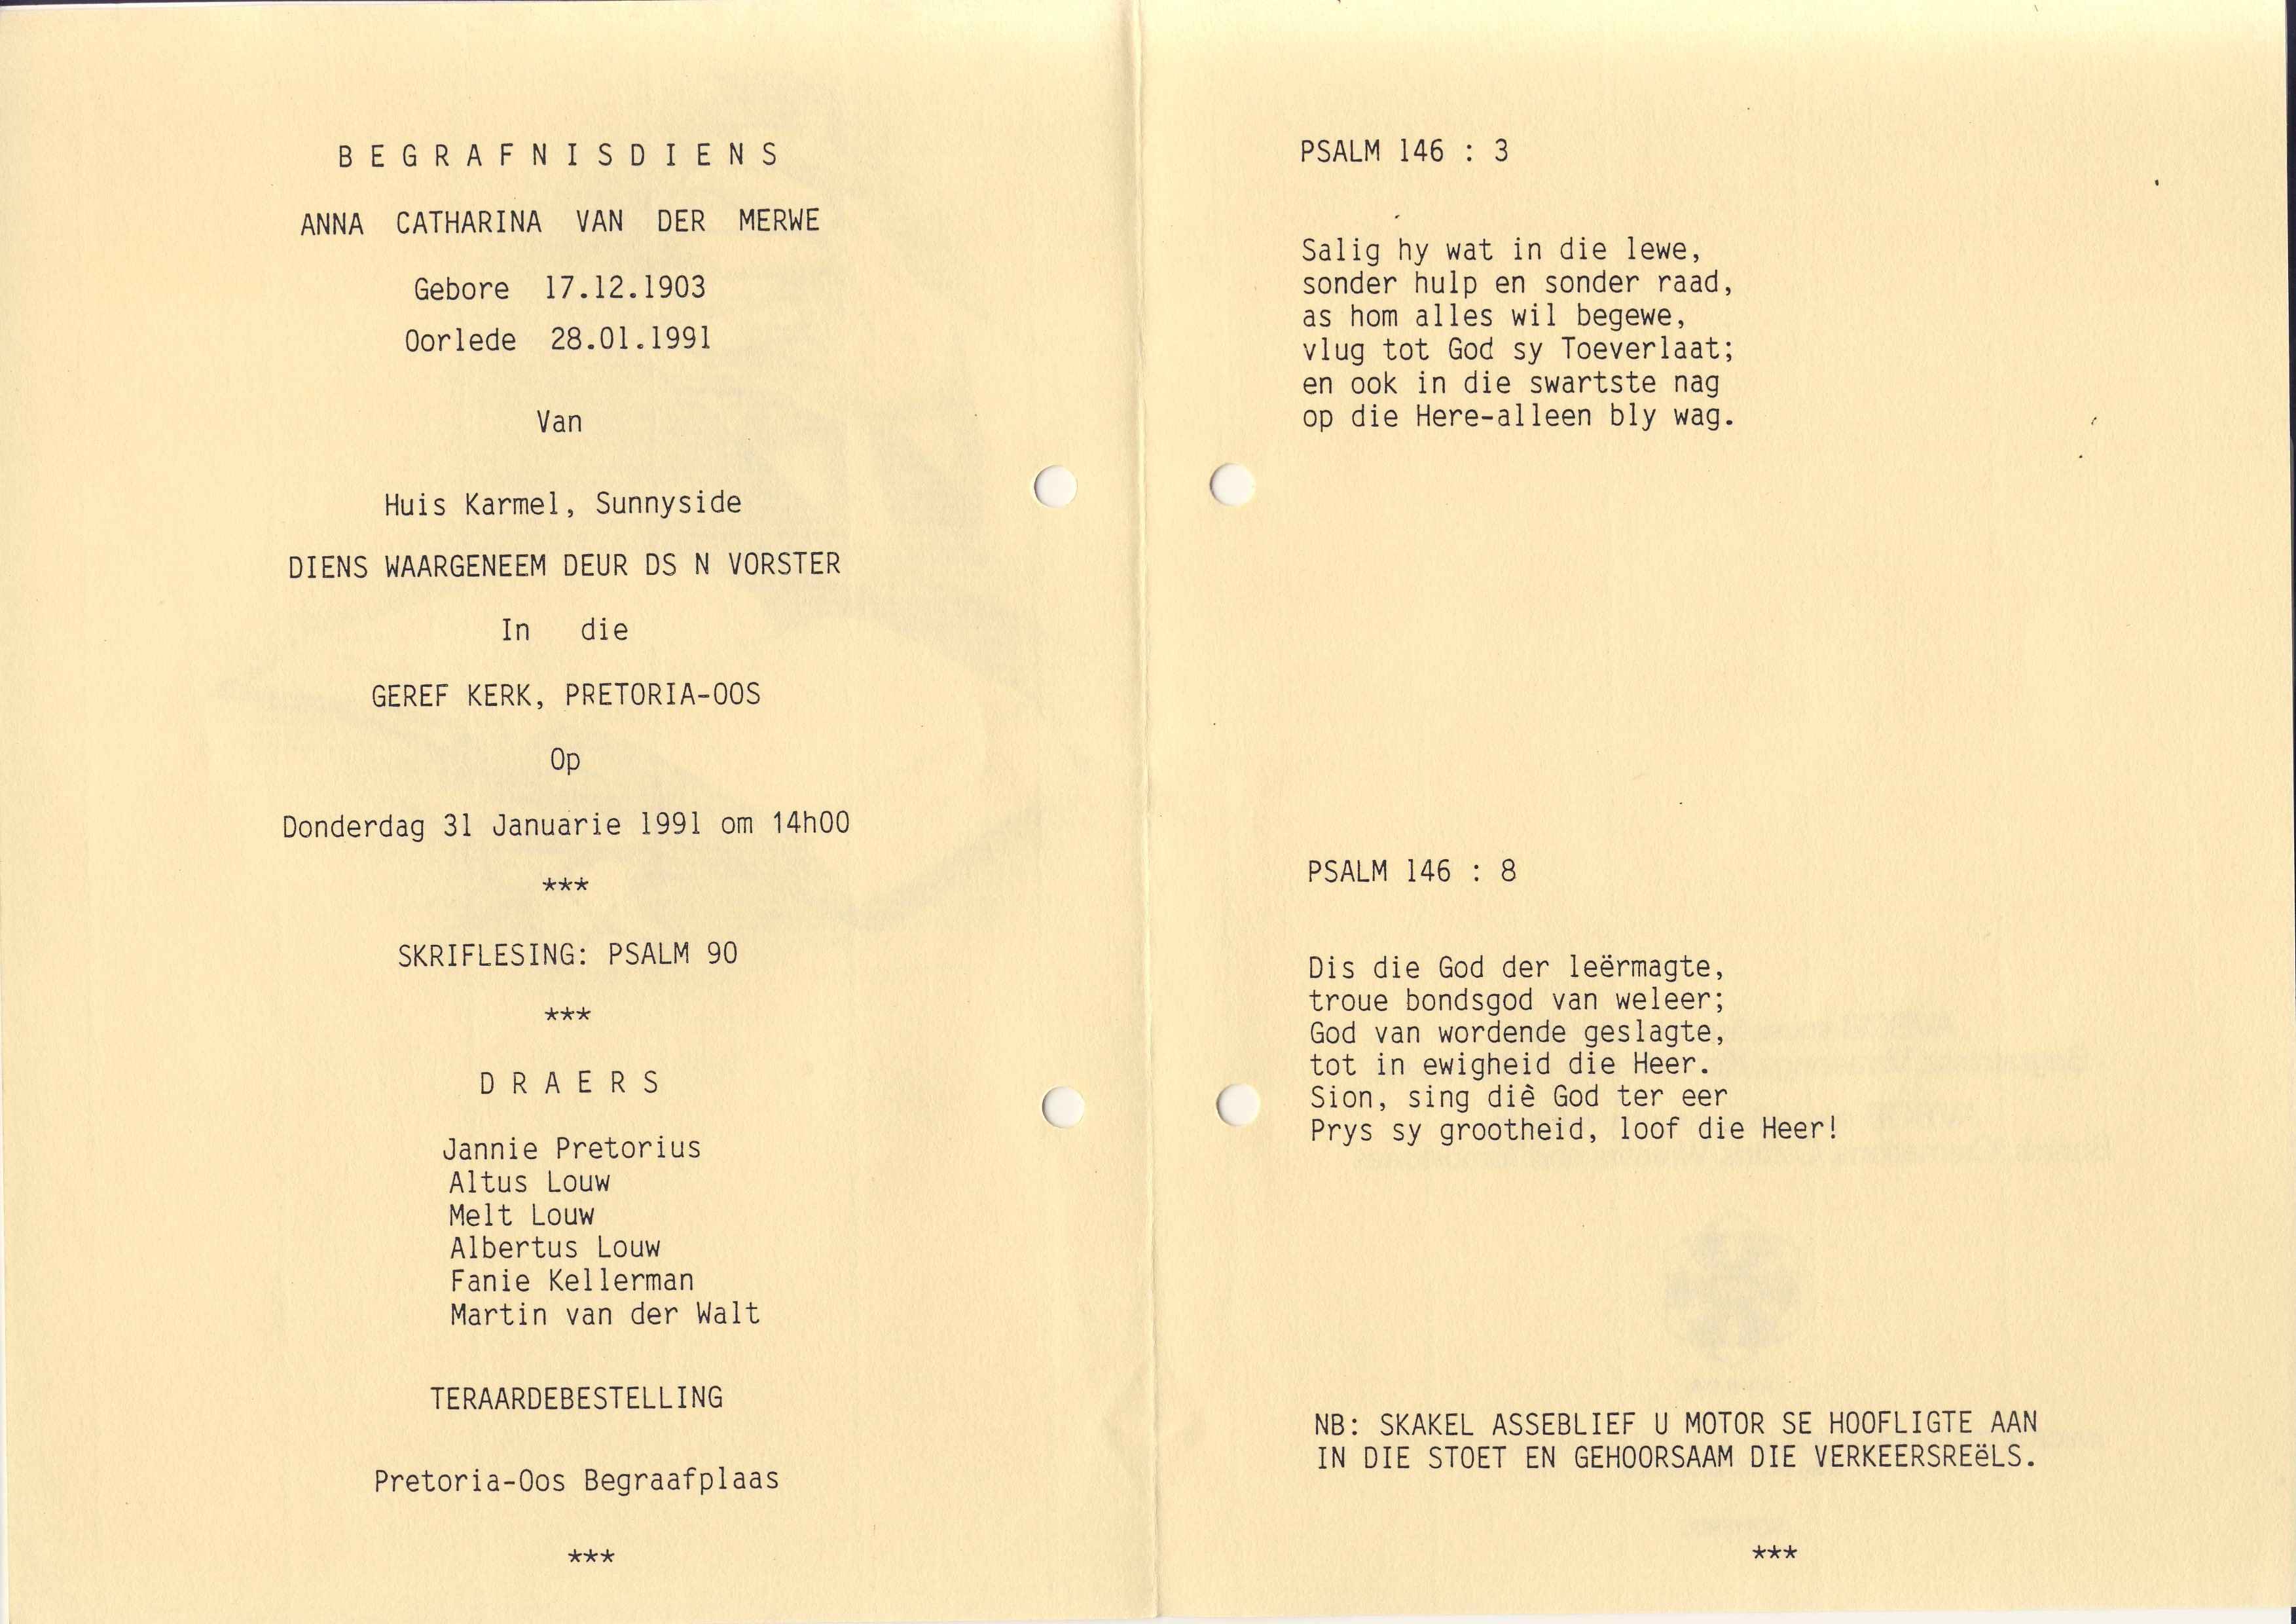 B E G R A F N I S D I E N S
ANNA CATHARINA VAN DER MERWE
Gebore 17.12.1903
Oorlede 28.01.1991
Van
Huis Karmel, Sunnyside
DIENS WAARGENEEM DEUR DS N VORSTER
In die
GEREF KERK, PRETORIA-OOS
Op
Donderdag 31 Januarie 1991 om 14h00
***
SKRIFLESING: PSALM 90
***
D R A E R S
Jannie Pretorius
Altus Louw
Melt Louw
Albertus Louw
Fanie Kellerman
Martin van der Walt
TERAARDEBESTELLING
Pretoria-Oos Begraafplaas
***
PSALM 146 : 3
Salig hy wat in die lewe,
sonder hulp en sonder raad,
as hom alles wil begewe,
vlug tot God sy Toeverlaat;
en ook in die swartste nag
op die Here-alleen bly wag.
PSALM 146 : 8
Dis die God der leërmagte,
troue bondsgod van weleer;
God van wordende geslagte,
tot in ewigheid die Heer.
Sion, sing diè God ter eer
Prys sy grootheid, loof die Heer!
NB: SKAKEL ASSEBLIEF U MOTOR SE HOOFLIGTE AAN
IN DIE STOET EN GEHOORSAAM DIE VERKEERSREëLS.
***